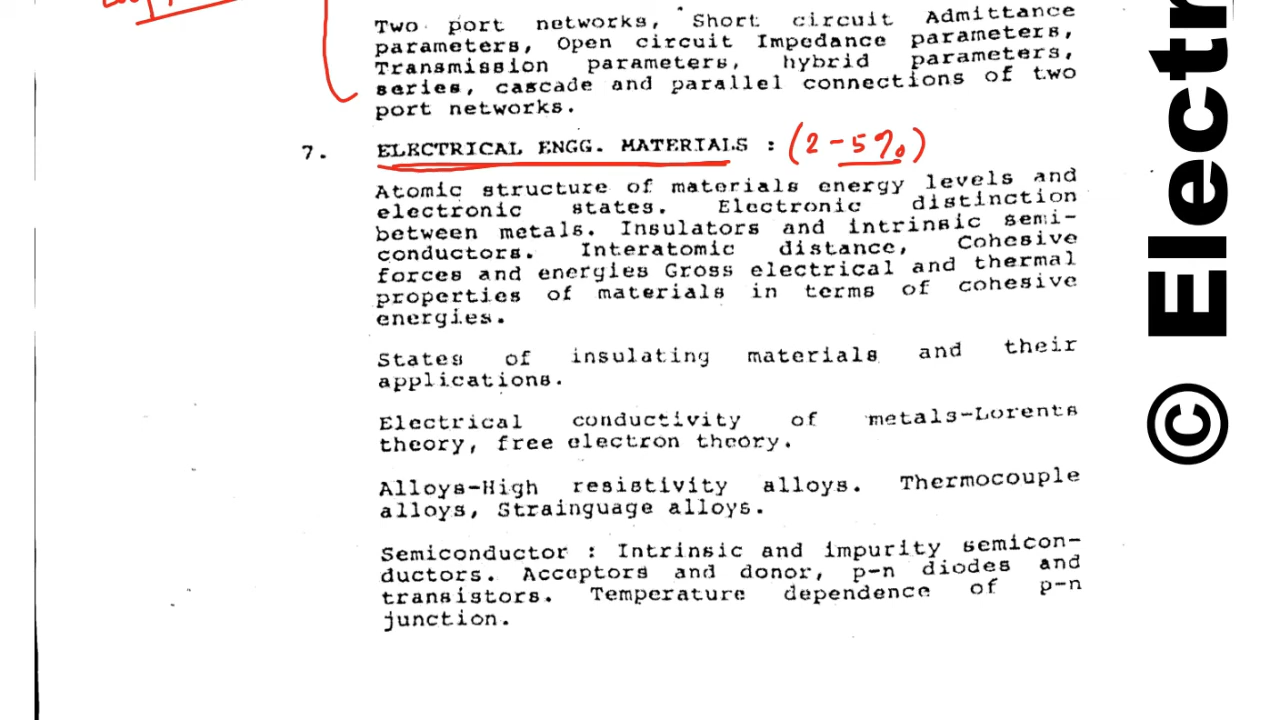 Two port networks, Short circuit Admittance
parameters, Open circuit Impedance parameters,
Transmission parameters, hybrid parameters,
series, cascade and parallel connections of two
port networks.
7. ELECTRICAL ENGG. MATERIALS : (2-5%)
Atomic structure of materials energy levels and
electronic states. Electronic distinction
between metals. Insulators and intrinsic semi-
conductors. Interatomic distance, Cohesive
forces and energies Gross electrical and thermal
properties of materials in terms of cohesive
energies.
States of insulating materials and their
applications.
Electrical conductivity of metals-Lorents
theory, free electron theory.
Alloys-High resistivity alloys. Thermocouple
alloys, Strainguage alloys.
Semiconductor : Intrinsic and impurity semicon-
ductors. Acceptors and donor, p-n diodes and
transistors. Temperature dependence of p-n
junction.
© Electr